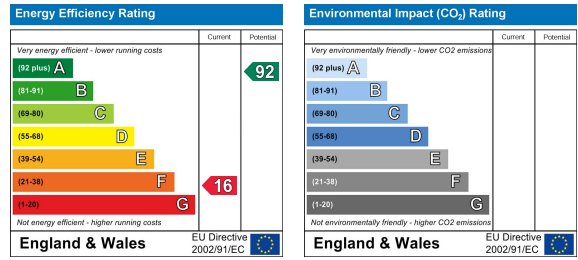 Energy Efficiency Rating
Current Potential
Very energy efficient - lower running costs
(92 plus) A
92
(81-91) B
(69-80) C
(55-68) D
(39-54) E
(21-38) F
16
(1-20) G
Not energy efficient - higher running costs
England & Wales
EU Directive
2002/91/EC
Environmental Impact (CO2) Rating
Current Potential
Very environmentally friendly - lower CO2 emissions
(92 plus) A
(81-91) B
(69-80) C
(55-68) D
(39-54) E
(21-38) F
(1-20) G
Not environmentally friendly - higher CO2 emissions
England & Wales
EU Directive
2002/91/EC